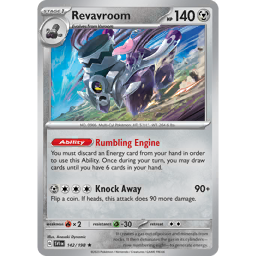 STAGE 1
Revavroom
Evolves from Varoom
HP 140
Ability Rumbling Engine
You must discard an Energy card from your hand in order to
use this Ability. Once during your turn, you may draw
cards until you have 6 cards in your hand.
Knock Away 90+
Flip a coin. If heads, this attack does 90 more damage.
weakness ×2 resistance -30 retreat
142/198